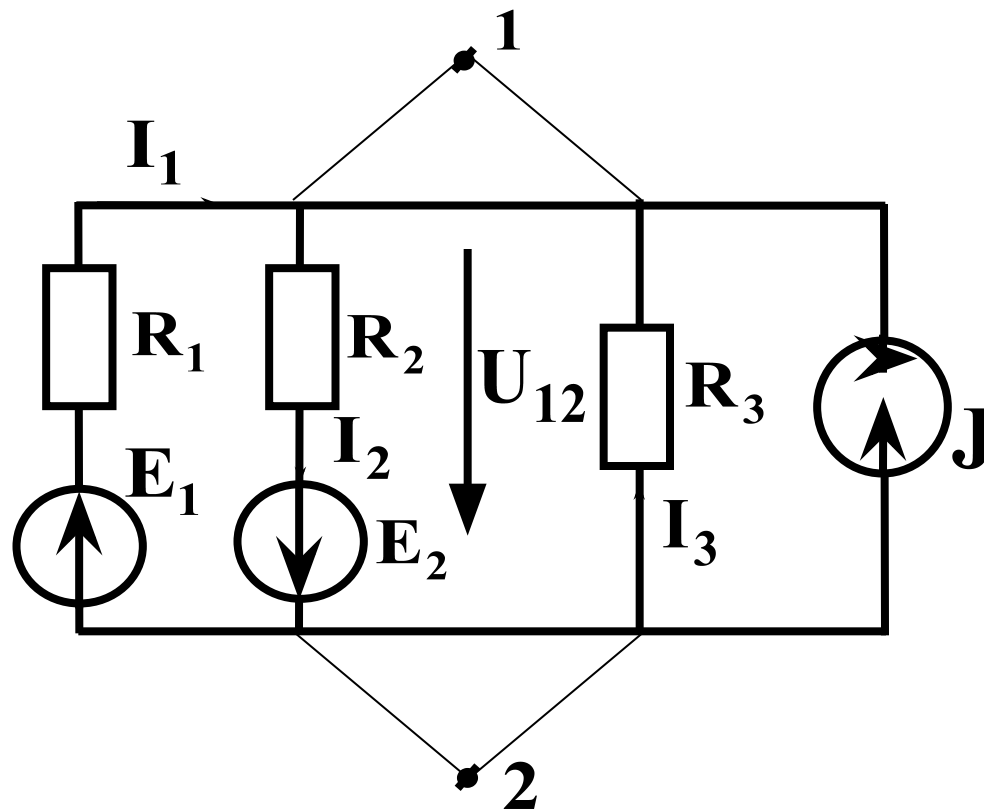 1
I₁
R₁
R₂
U₁₂
R₃
I₂
J
E₁
E₂
I₃
2